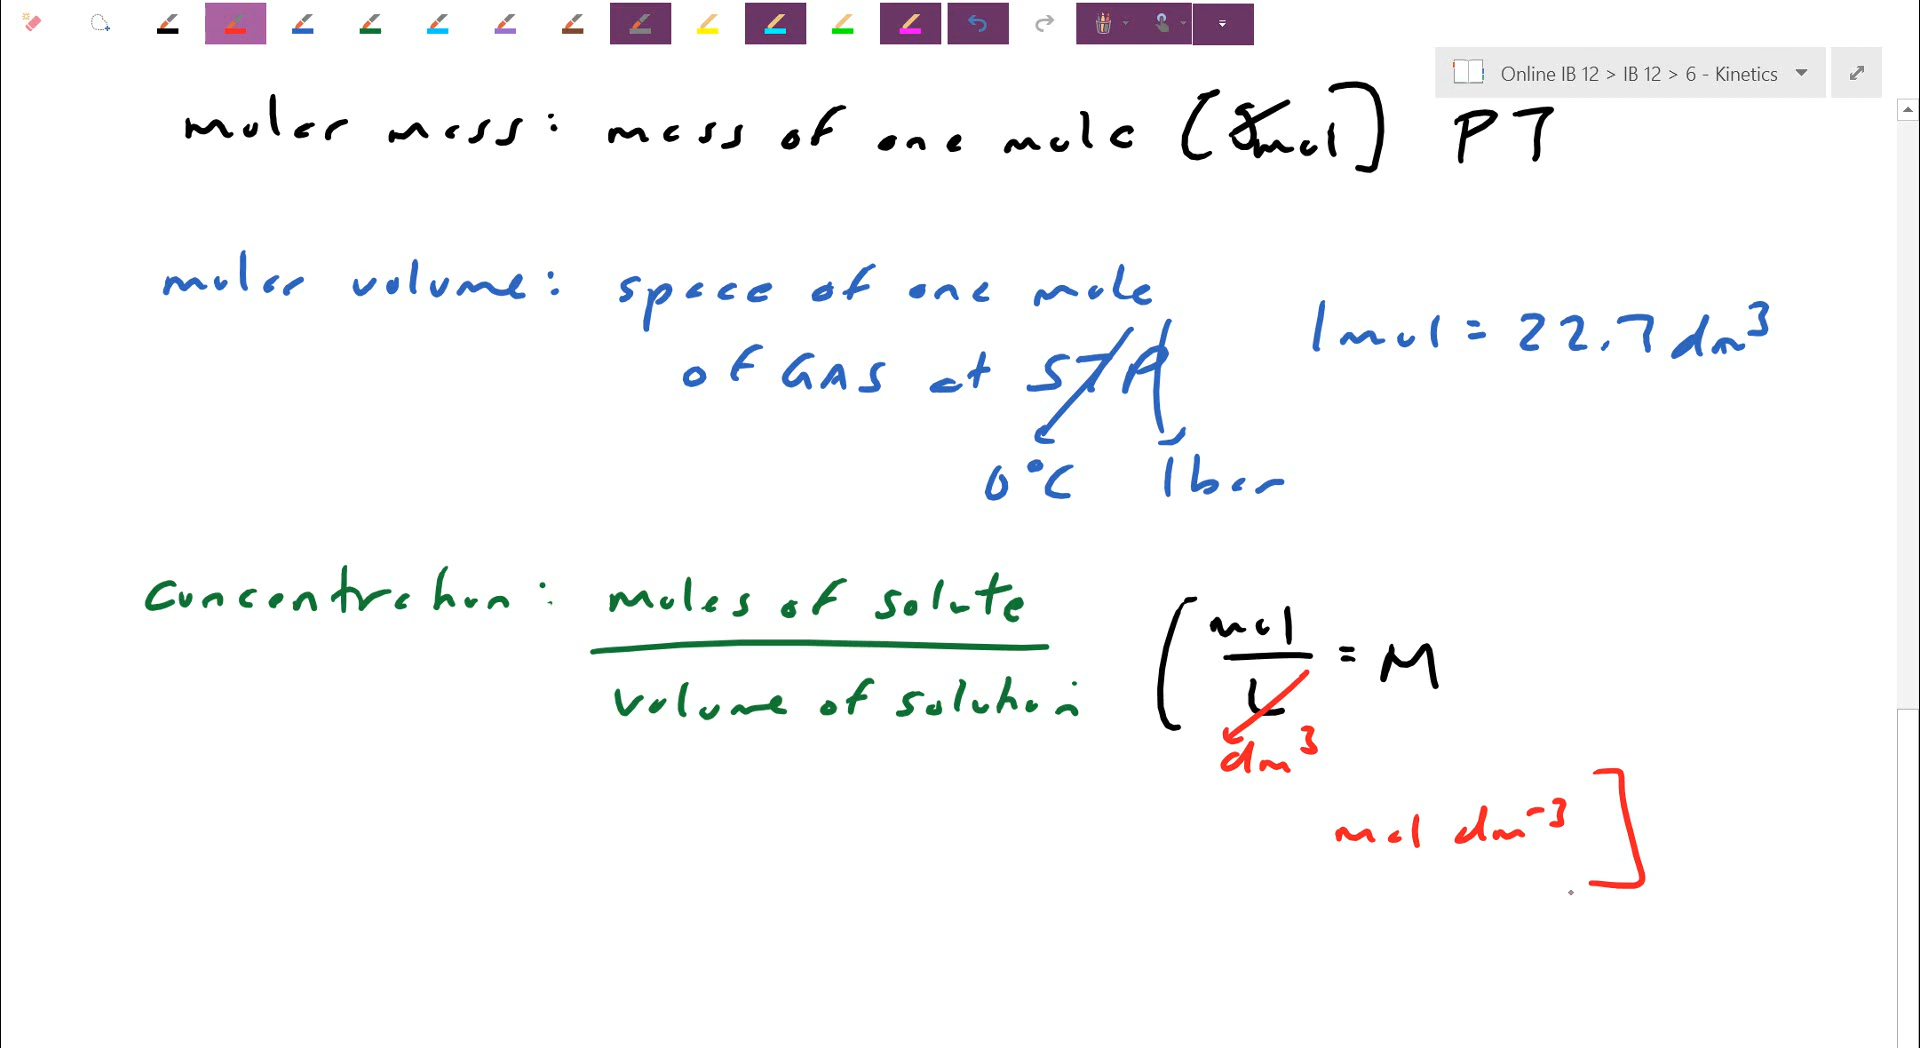 Online IB 12 > IB 12 > 6 - Kinetics
molar mass: mass of one mole [g/mol] PT
molar volume: space of one mole
of GAS at STP
1 mol = 22.7 dm³
0°C 1 bar
Concentration: moles of solute
volume of solution
[mol
L
= M
dm³
mol dm⁻³]